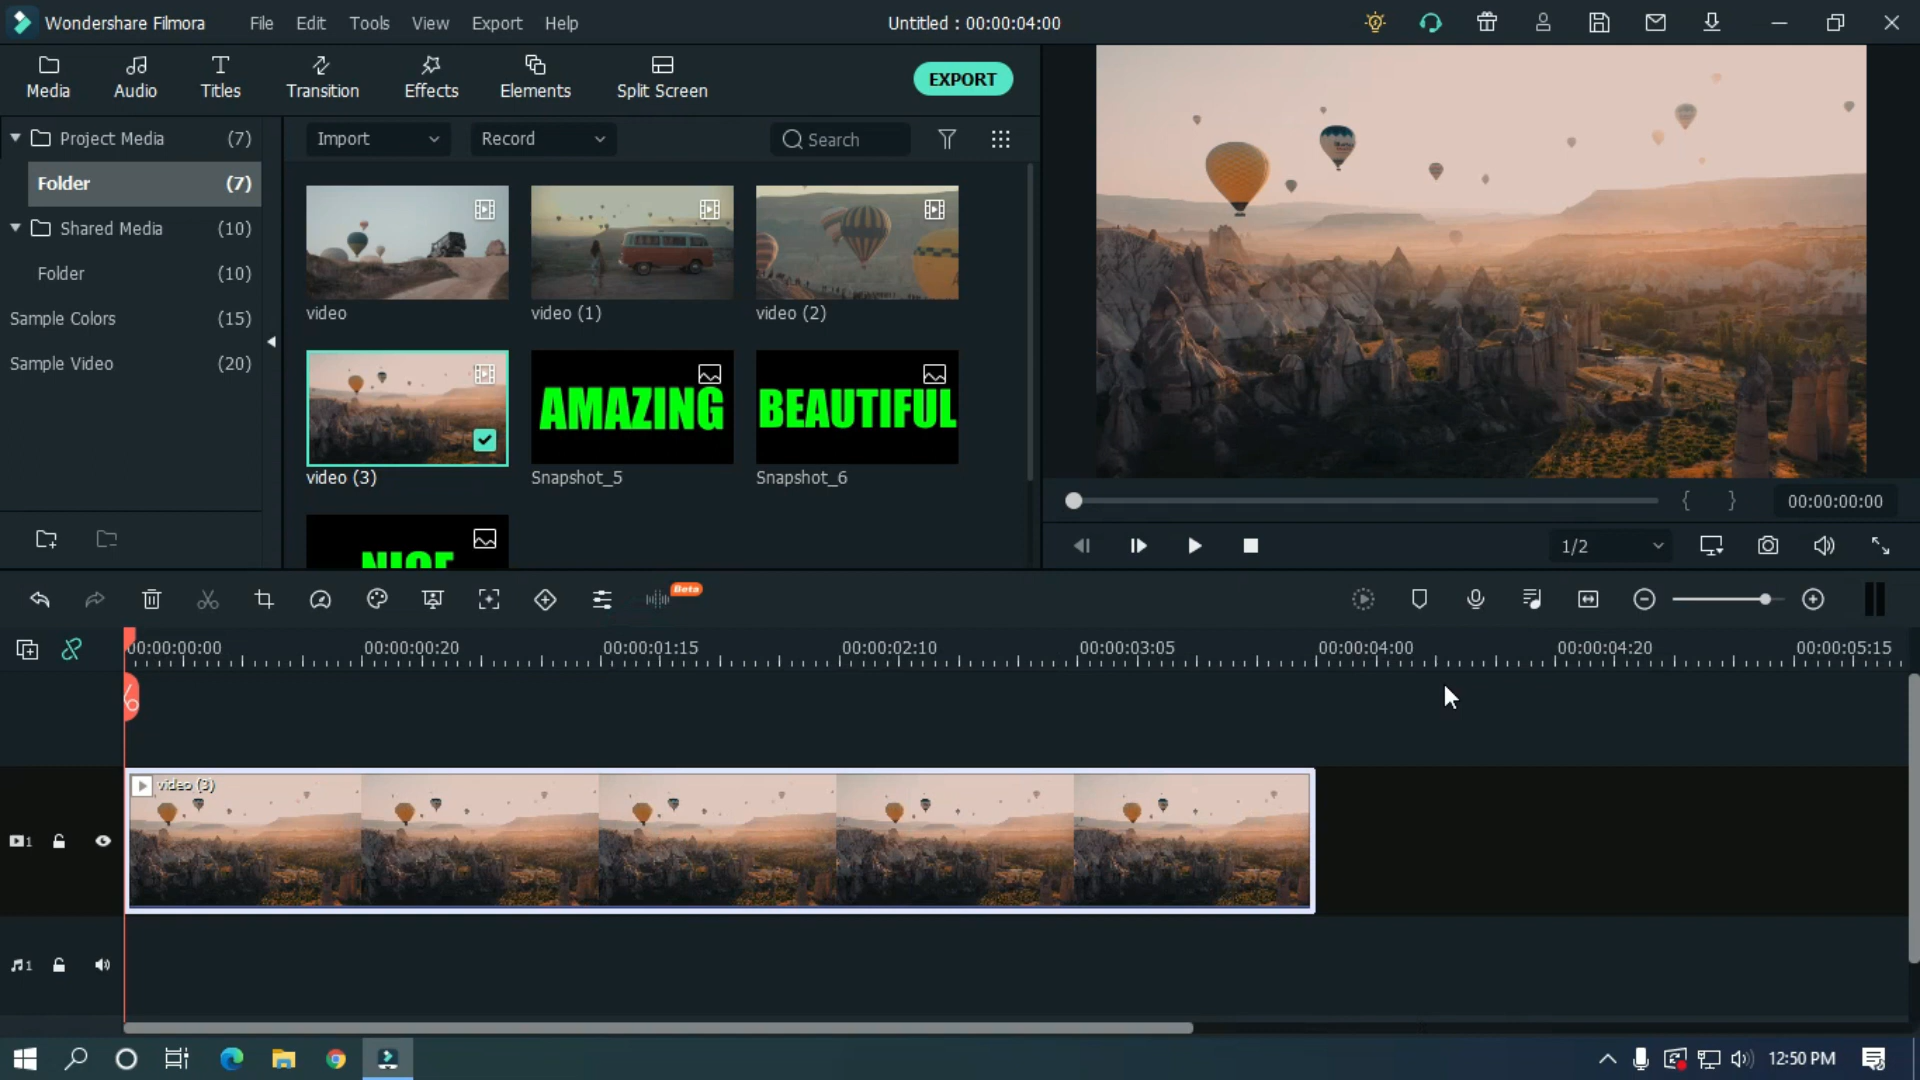 Wondershare Filmora File Edit Tools View Export Help Untitled : 00:00:04:00
Media Audio Titles Transition Effects Elements Split Screen EXPORT
Project Media (7)
Folder (7)
Shared Media (10)
Folder (10)
Sample Colors (15)
Sample Video (20)
Import Record Search
video video (1) video (2)
AMAZING BEAUTIFUL
video (3) Snapshot_5 Snapshot_6
NICE
{ } 00:00:00:00
1/2
Beta
00:00:00:00 00:00:00:20 00:00:01:15 00:00:02:10 00:00:03:05 00:00:04:00 00:00:04:20 00:00:05:15
video (3)
1
1
12:50 PM